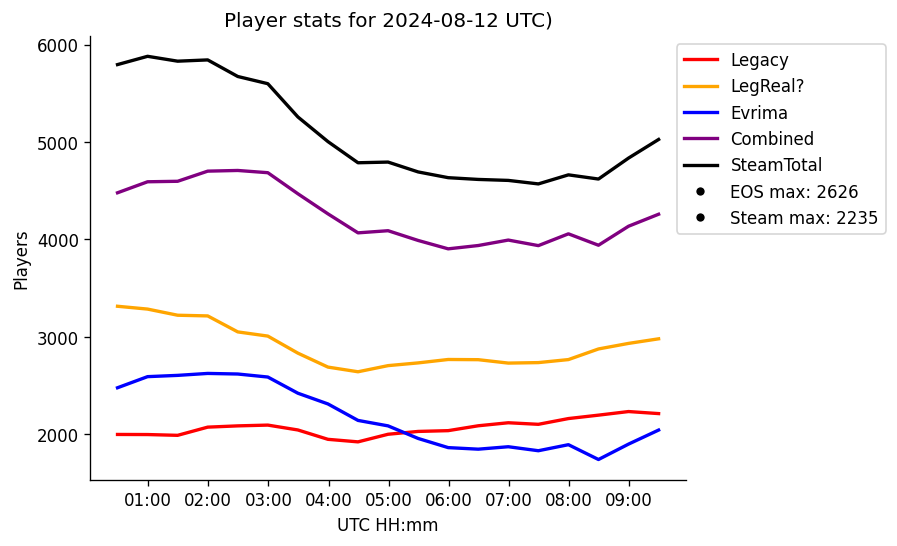 Player stats for 2024-08-12 UTC)
6000
5000
4000
3000
2000
Players
01:00 02:00 03:00 04:00 05:00 06:00 07:00 08:00 09:00
UTC HH:mm
Legacy
LegReal?
Evrima
Combined
SteamTotal
EOS max: 2626
Steam max: 2235